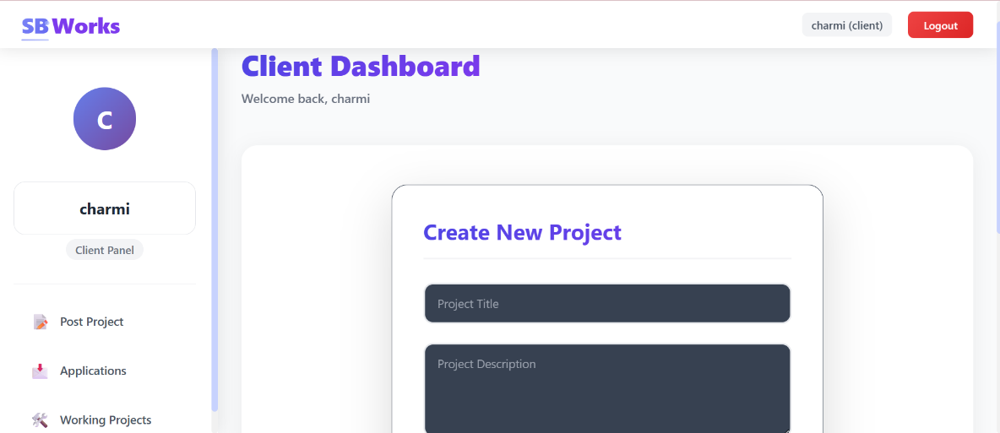 SB Works
charmi (client)
Logout
C
charmi
Client Panel
Post Project
Applications
Working Projects
Client Dashboard
Welcome back, charmi
Create New Project
Project Title
Project Description